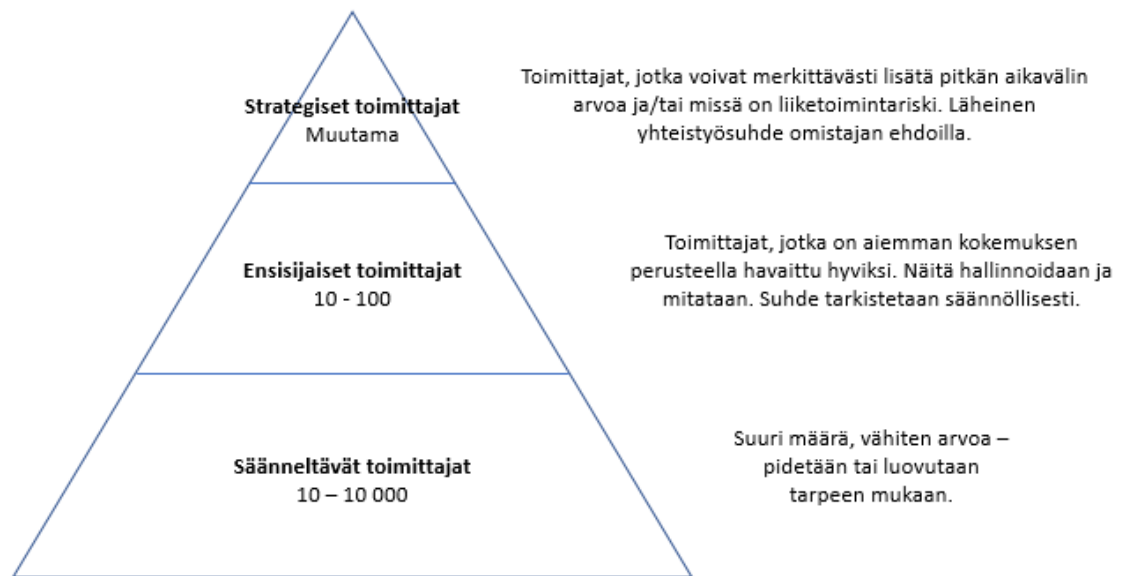 Strategiset toimittajat
Muutama
Toimittajat, jotka voivat merkittävästi lisätä pitkän aikavälin
arvoa ja/tai missä on liiketoimintariski. Läheinen
yhteistyösuhde omistajan ehdoilla.
Ensisijaiset toimittajat
10 - 100
Toimittajat, jotka on aiemman kokemuksen
perusteella havaittu hyviksi. Näitä hallinnoidaan ja
mitataan. Suhde tarkistetaan säännöllisesti.
Säänneltävät toimittajat
10 – 10 000
Suuri määrä, vähiten arvoa –
pidetään tai luovutaan
tarpeen mukaan.